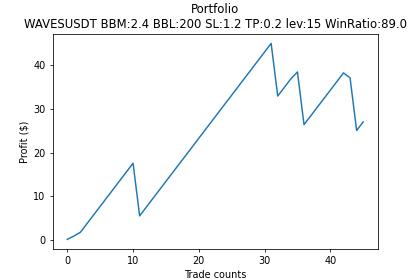 Portfolio
WAVESUSDT BBM:2.4 BBL:200 SL:1.2 TP:0.2 lev:15 WinRatio:89.0
40
30
20
10
0
Profit ($)
0 10 20 30 40
Trade counts